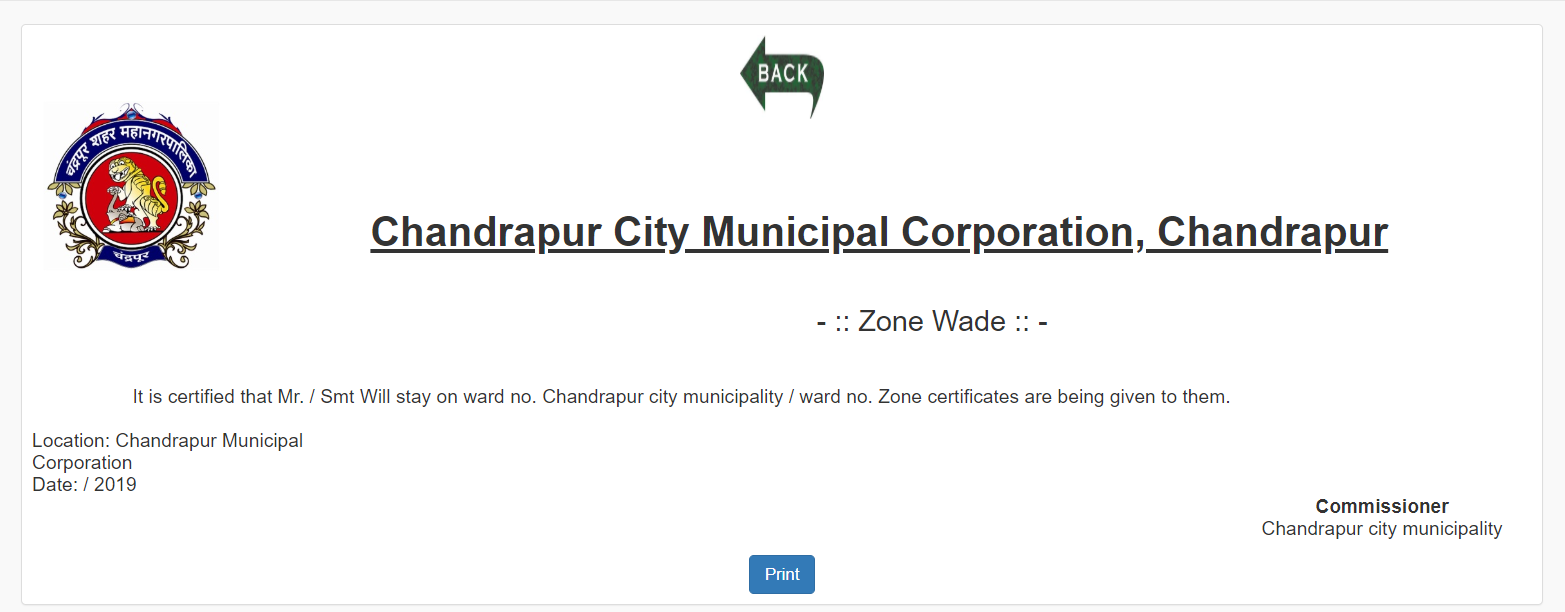 BACK
चंद्रपूर शहर महानगरपालिका
चंद्रपूर
Chandrapur City Municipal Corporation, Chandrapur
- :: Zone Wade :: -
It is certified that Mr. / Smt Will stay on ward no. Chandrapur city municipality / ward no. Zone certificates are being given to them.
Location: Chandrapur Municipal
Corporation
Date: / 2019
Commissioner
Chandrapur city municipality
Print